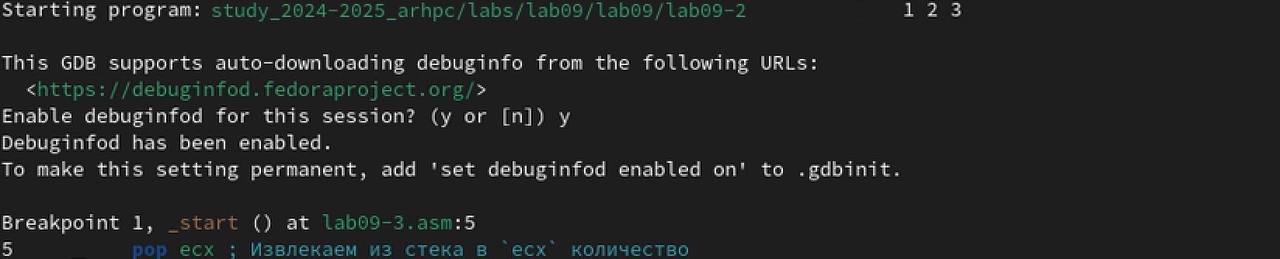 Starting program: study_2024-2025_arhpc/labs/lab09/lab09/lab09-2 1 2 3
This GDB supports auto-downloading debuginfo from the following URLs:
<https://debuginfod.fedoraproject.org/>
Enable debuginfod for this session? (y or [n]) y
Debuginfod has been enabled.
To make this setting permanent, add 'set debuginfod enabled on' to .gdbinit.
Breakpoint 1, _start () at lab09-3.asm:5
5 pop ecx ; Извлекаем из стека в `ecx` количество